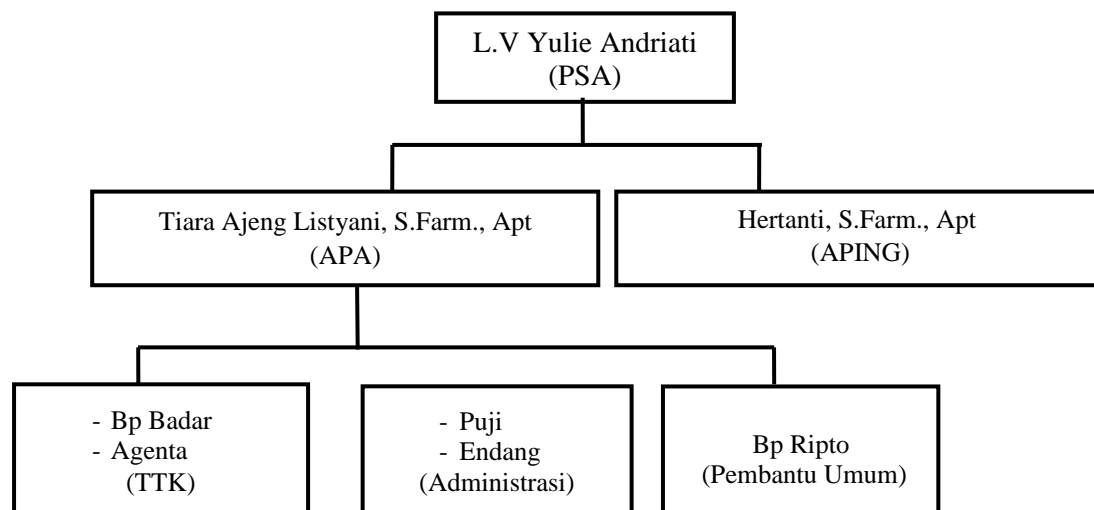 L.V Yulie Andriati
(PSA)
Tiara Ajeng Listyani, S.Farm., Apt
(APA)
Hertanti, S.Farm., Apt
(APING)
- Bp Badar
- Agenta
(TTK)
- Puji
- Endang
(Administrasi)
Bp Ripto
(Pembantu Umum)